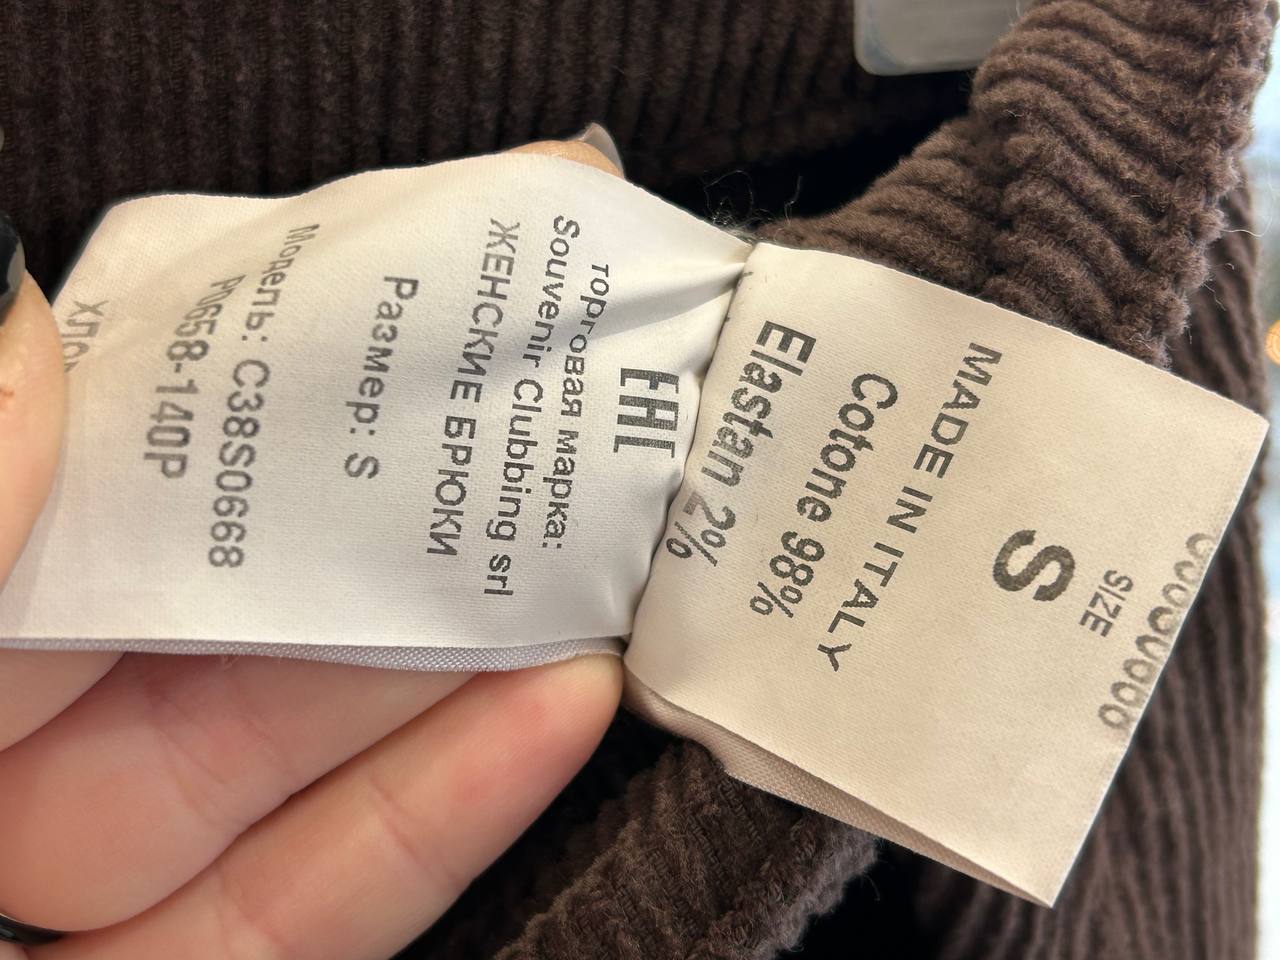 SIZE
S
MADE IN ITALY
Cotone 98%
Elastan 2%
EAC
торговая марка:
Souvenir Clubbing srl
ЖЕНСКИЕ БРЮКИ
Размер: S
Модель: C38S0668
P0658-140P